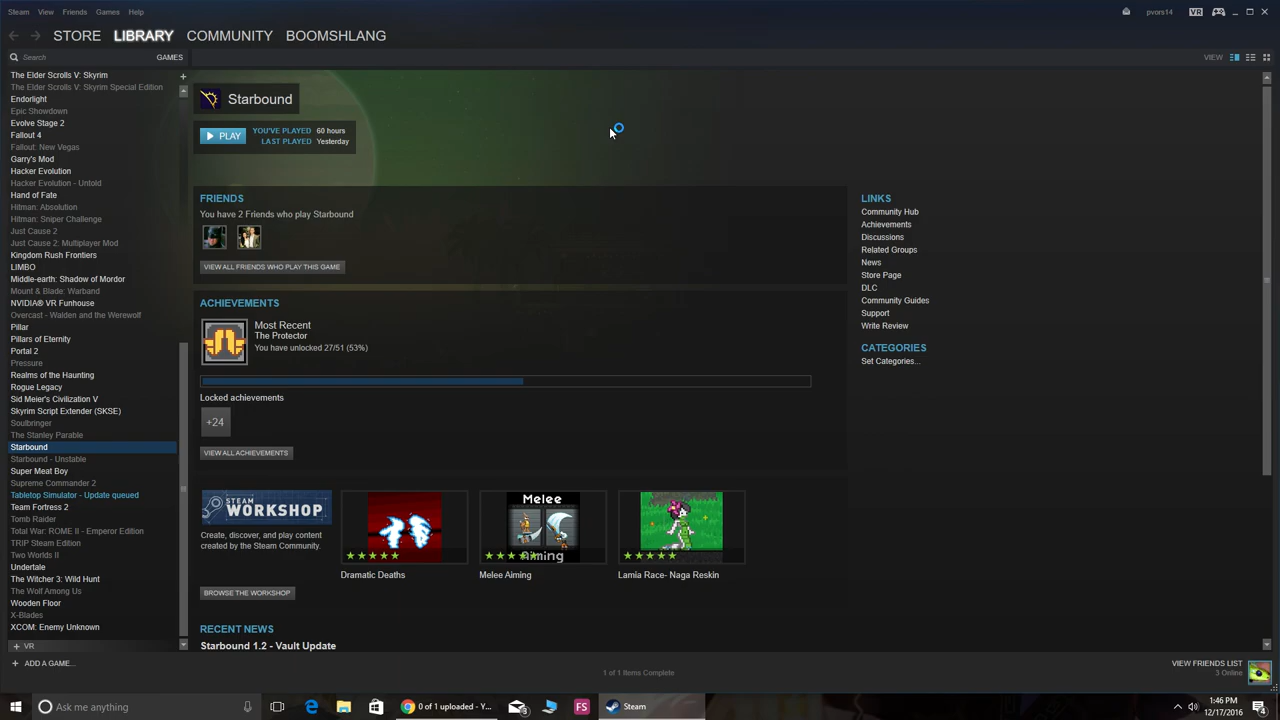 Steam View Friends Games Help
pvors14 VR
STORE LIBRARY COMMUNITY BOOMSHLANG
Search GAMES
VIEW
The Elder Scrolls V: Skyrim
The Elder Scrolls V: Skyrim Special Edition
Endorlight
Epic Showdown
Evolve Stage 2
Fallout 4
Fallout: New Vegas
Garry's Mod
Hacker Evolution
Hacker Evolution - Untold
Hand of Fate
Hitman: Absolution
Hitman: Sniper Challenge
Just Cause 2
Just Cause 2: Multiplayer Mod
Kingdom Rush Frontiers
LIMBO
Middle-earth: Shadow of Mordor
Mount & Blade: Warband
NVIDIA® VR Funhouse
Overcast - Walden and the Werewolf
Pillar
Pillars of Eternity
Portal 2
Pressure
Realms of the Haunting
Rogue Legacy
Sid Meier's Civilization V
Skyrim Script Extender (SKSE)
Soulbringer
The Stanley Parable
Starbound
Starbound - Unstable
Super Meat Boy
Supreme Commander 2
Tabletop Simulator - Update queued
Team Fortress 2
Tomb Raider
Total War: ROME II - Emperor Edition
TRIP Steam Edition
Two Worlds II
Undertale
The Witcher 3: Wild Hunt
The Wolf Among Us
Wooden Floor
X-Blades
XCOM: Enemy Unknown
+ VR
+ ADD A GAME...
Starbound
PLAY
YOU'VE PLAYED 60 hours
LAST PLAYED Yesterday
FRIENDS
You have 2 Friends who play Starbound
VIEW ALL FRIENDS WHO PLAY THIS GAME
ACHIEVEMENTS
Most Recent
The Protector
You have unlocked 27/51 (53%)
Locked achievements
+24
VIEW ALL ACHIEVEMENTS
STEAM WORKSHOP
Create, discover, and play content
created by the Steam Community.
BROWSE THE WORKSHOP
Dramatic Deaths
Melee
Aiming
Melee Aiming
Lamia Race- Naga Reskin
RECENT NEWS
Starbound 1.2 - Vault Update
LINKS
Community Hub
Achievements
Discussions
Related Groups
News
Store Page
DLC
Community Guides
Support
Write Review
CATEGORIES
Set Categories...
1 of 1 Items Complete
VIEW FRIENDS LIST
3 Online
Ask me anything
0 of 1 uploaded - Y...
FS
Steam
1:46 PM
12/17/2016